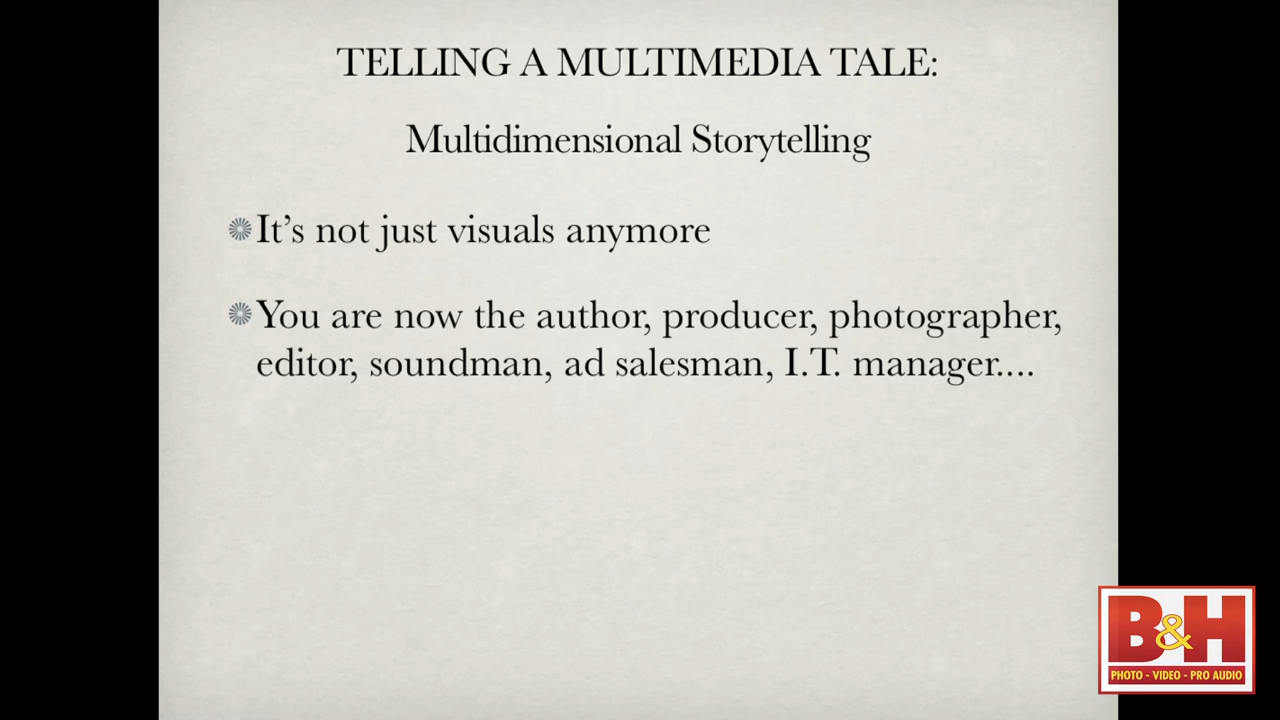 TELLING A MULTIMEDIA TALE:
Multidimensional Storytelling
It’s not just visuals anymore
You are now the author, producer, photographer,
editor, soundman, ad salesman, I.T. manager....
B&H
PHOTO - VIDEO - PRO AUDIO